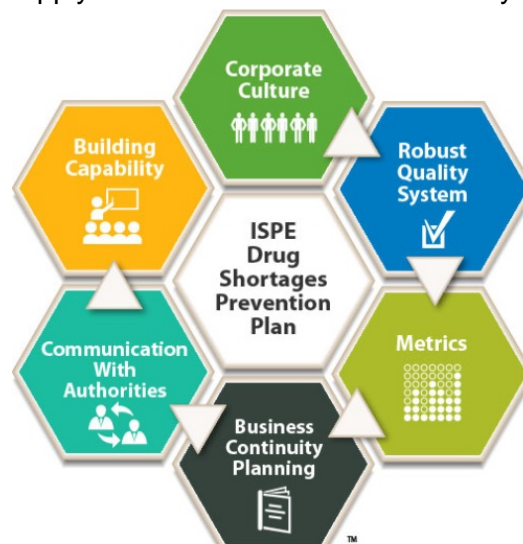 Corporate
Culture
Robust
Quality
System
Metrics
Business
Continuity
Planning
Communication
With
Authorities
Building
Capability
ISPE
Drug
Shortages
Prevention
Plan
™